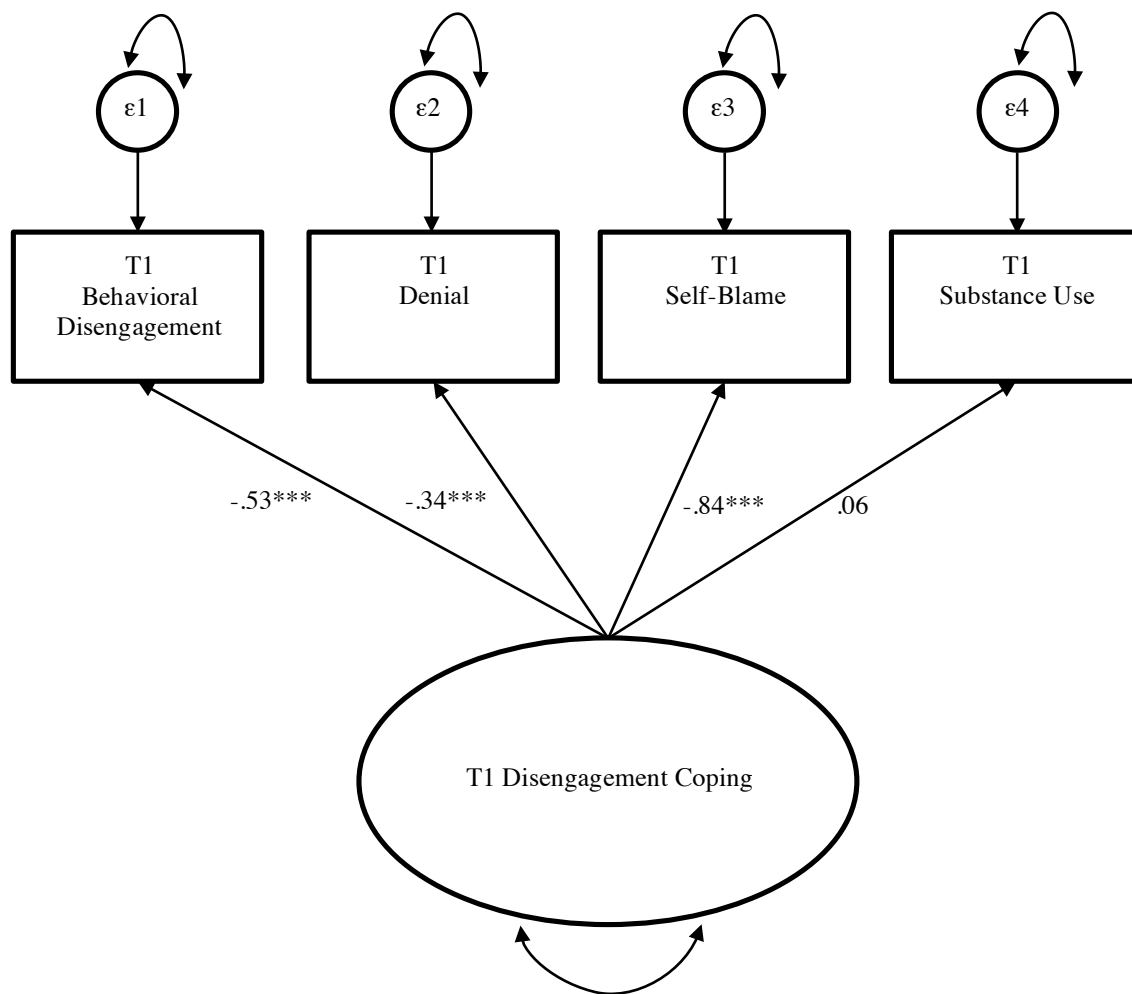 ε1
ε2
ε3
ε4
T1
Behavioral
Disengagement
T1
Denial
T1
Self-Blame
T1
Substance Use
-.53***
-.34***
-.84***
.06
T1 Disengagement Coping